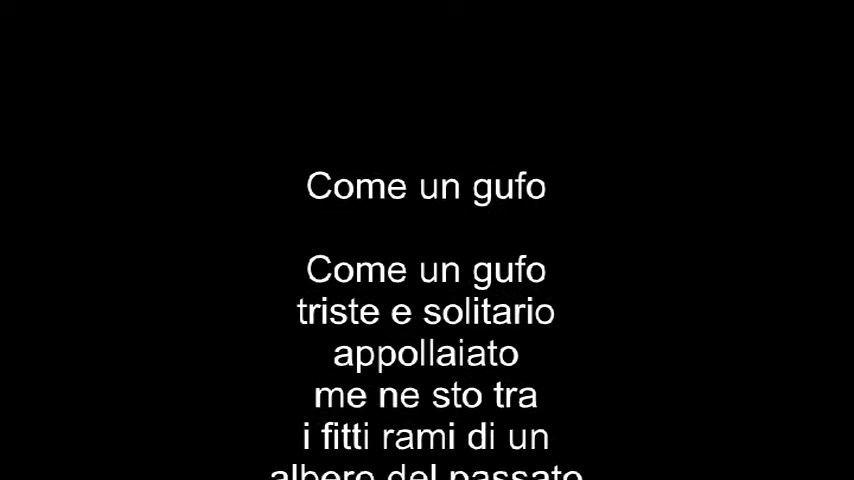 Come un gufo
Come un gufo
triste e solitario
appollaiato
me ne sto tra
i fitti rami di un
albero del passato